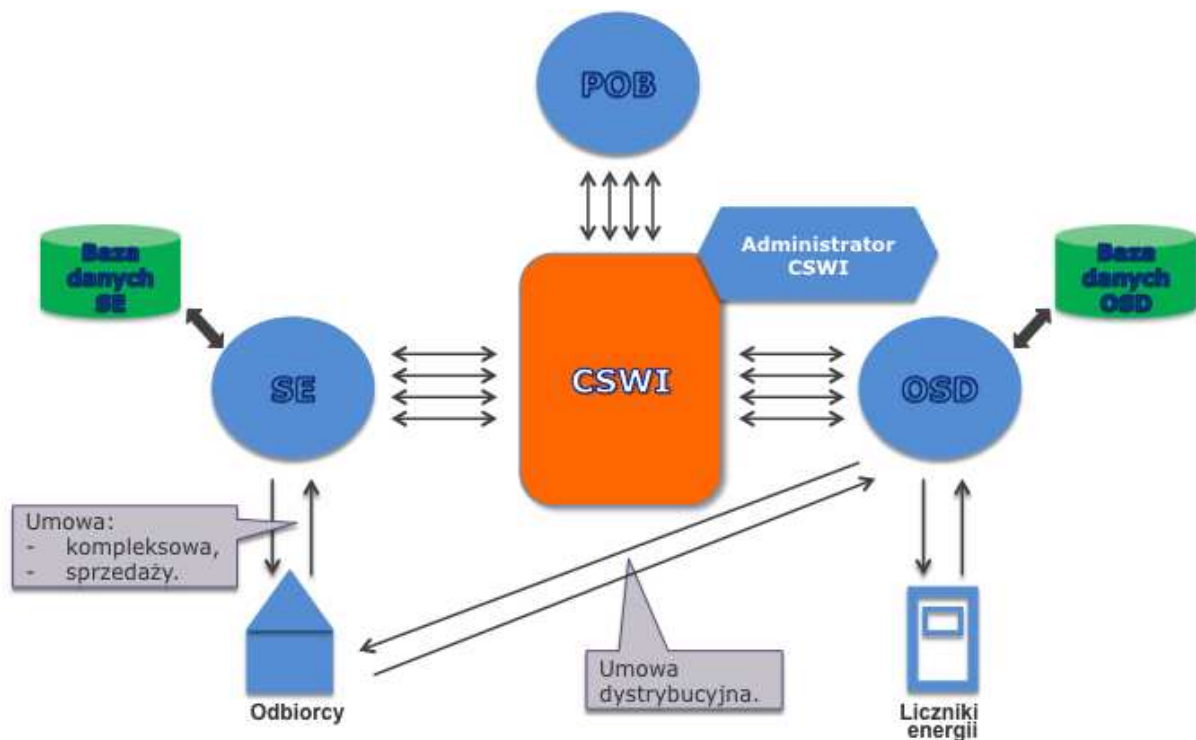 POB
Administrator
CSWI
Baza
danych
SE
Baza
danych
OSD
SE
CSWI
OSD
Umowa:
- kompleksowa,
- sprzedaży.
Umowa
dystrybucyjna.
Odbiorcy
Liczniki
energii